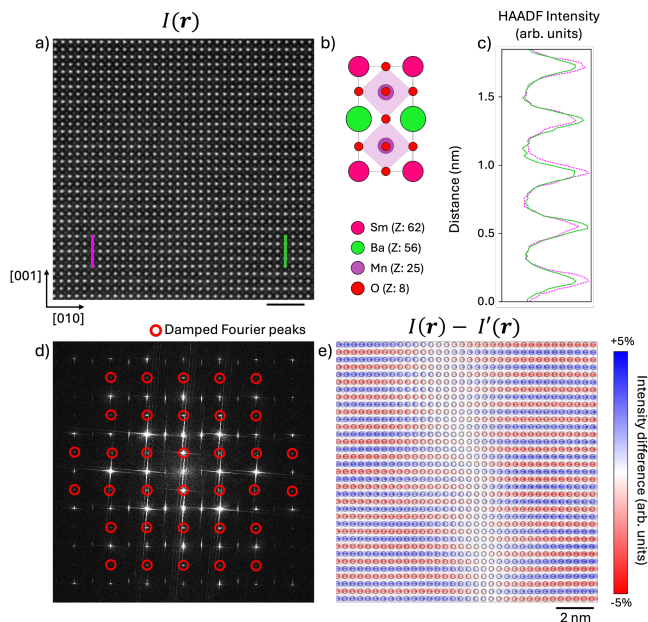 I(r)
HAADF Intensity
(arb. units)
a)
b)
c)
[001]
[010]
Sm (Z: 62)
Ba (Z: 56)
Mn (Z: 25)
O (Z: 8)
Distance (nm)
1.5
1.0
0.5
0.0
Damped Fourier peaks
I(r) − I′(r)
d)
e)
+5%
Intensity difference (arb. units)
-5%
2 nm